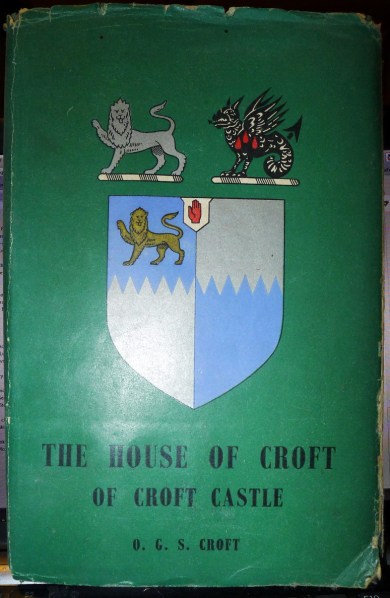 THE HOUSE OF CROFT
OF CROFT CASTLE
O. G. S. CROFT